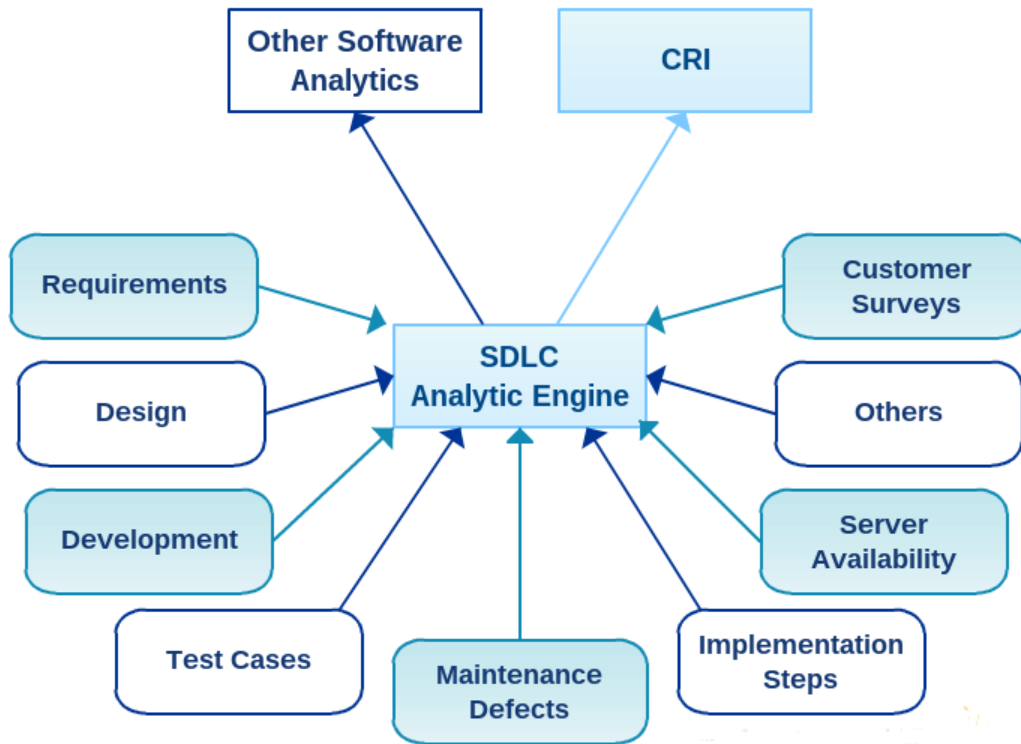 Other Software
Analytics
CRI
Requirements
Customer
Surveys
SDLC
Analytic Engine
Design
Others
Development
Server
Availability
Test Cases
Maintenance
Defects
Implementation
Steps